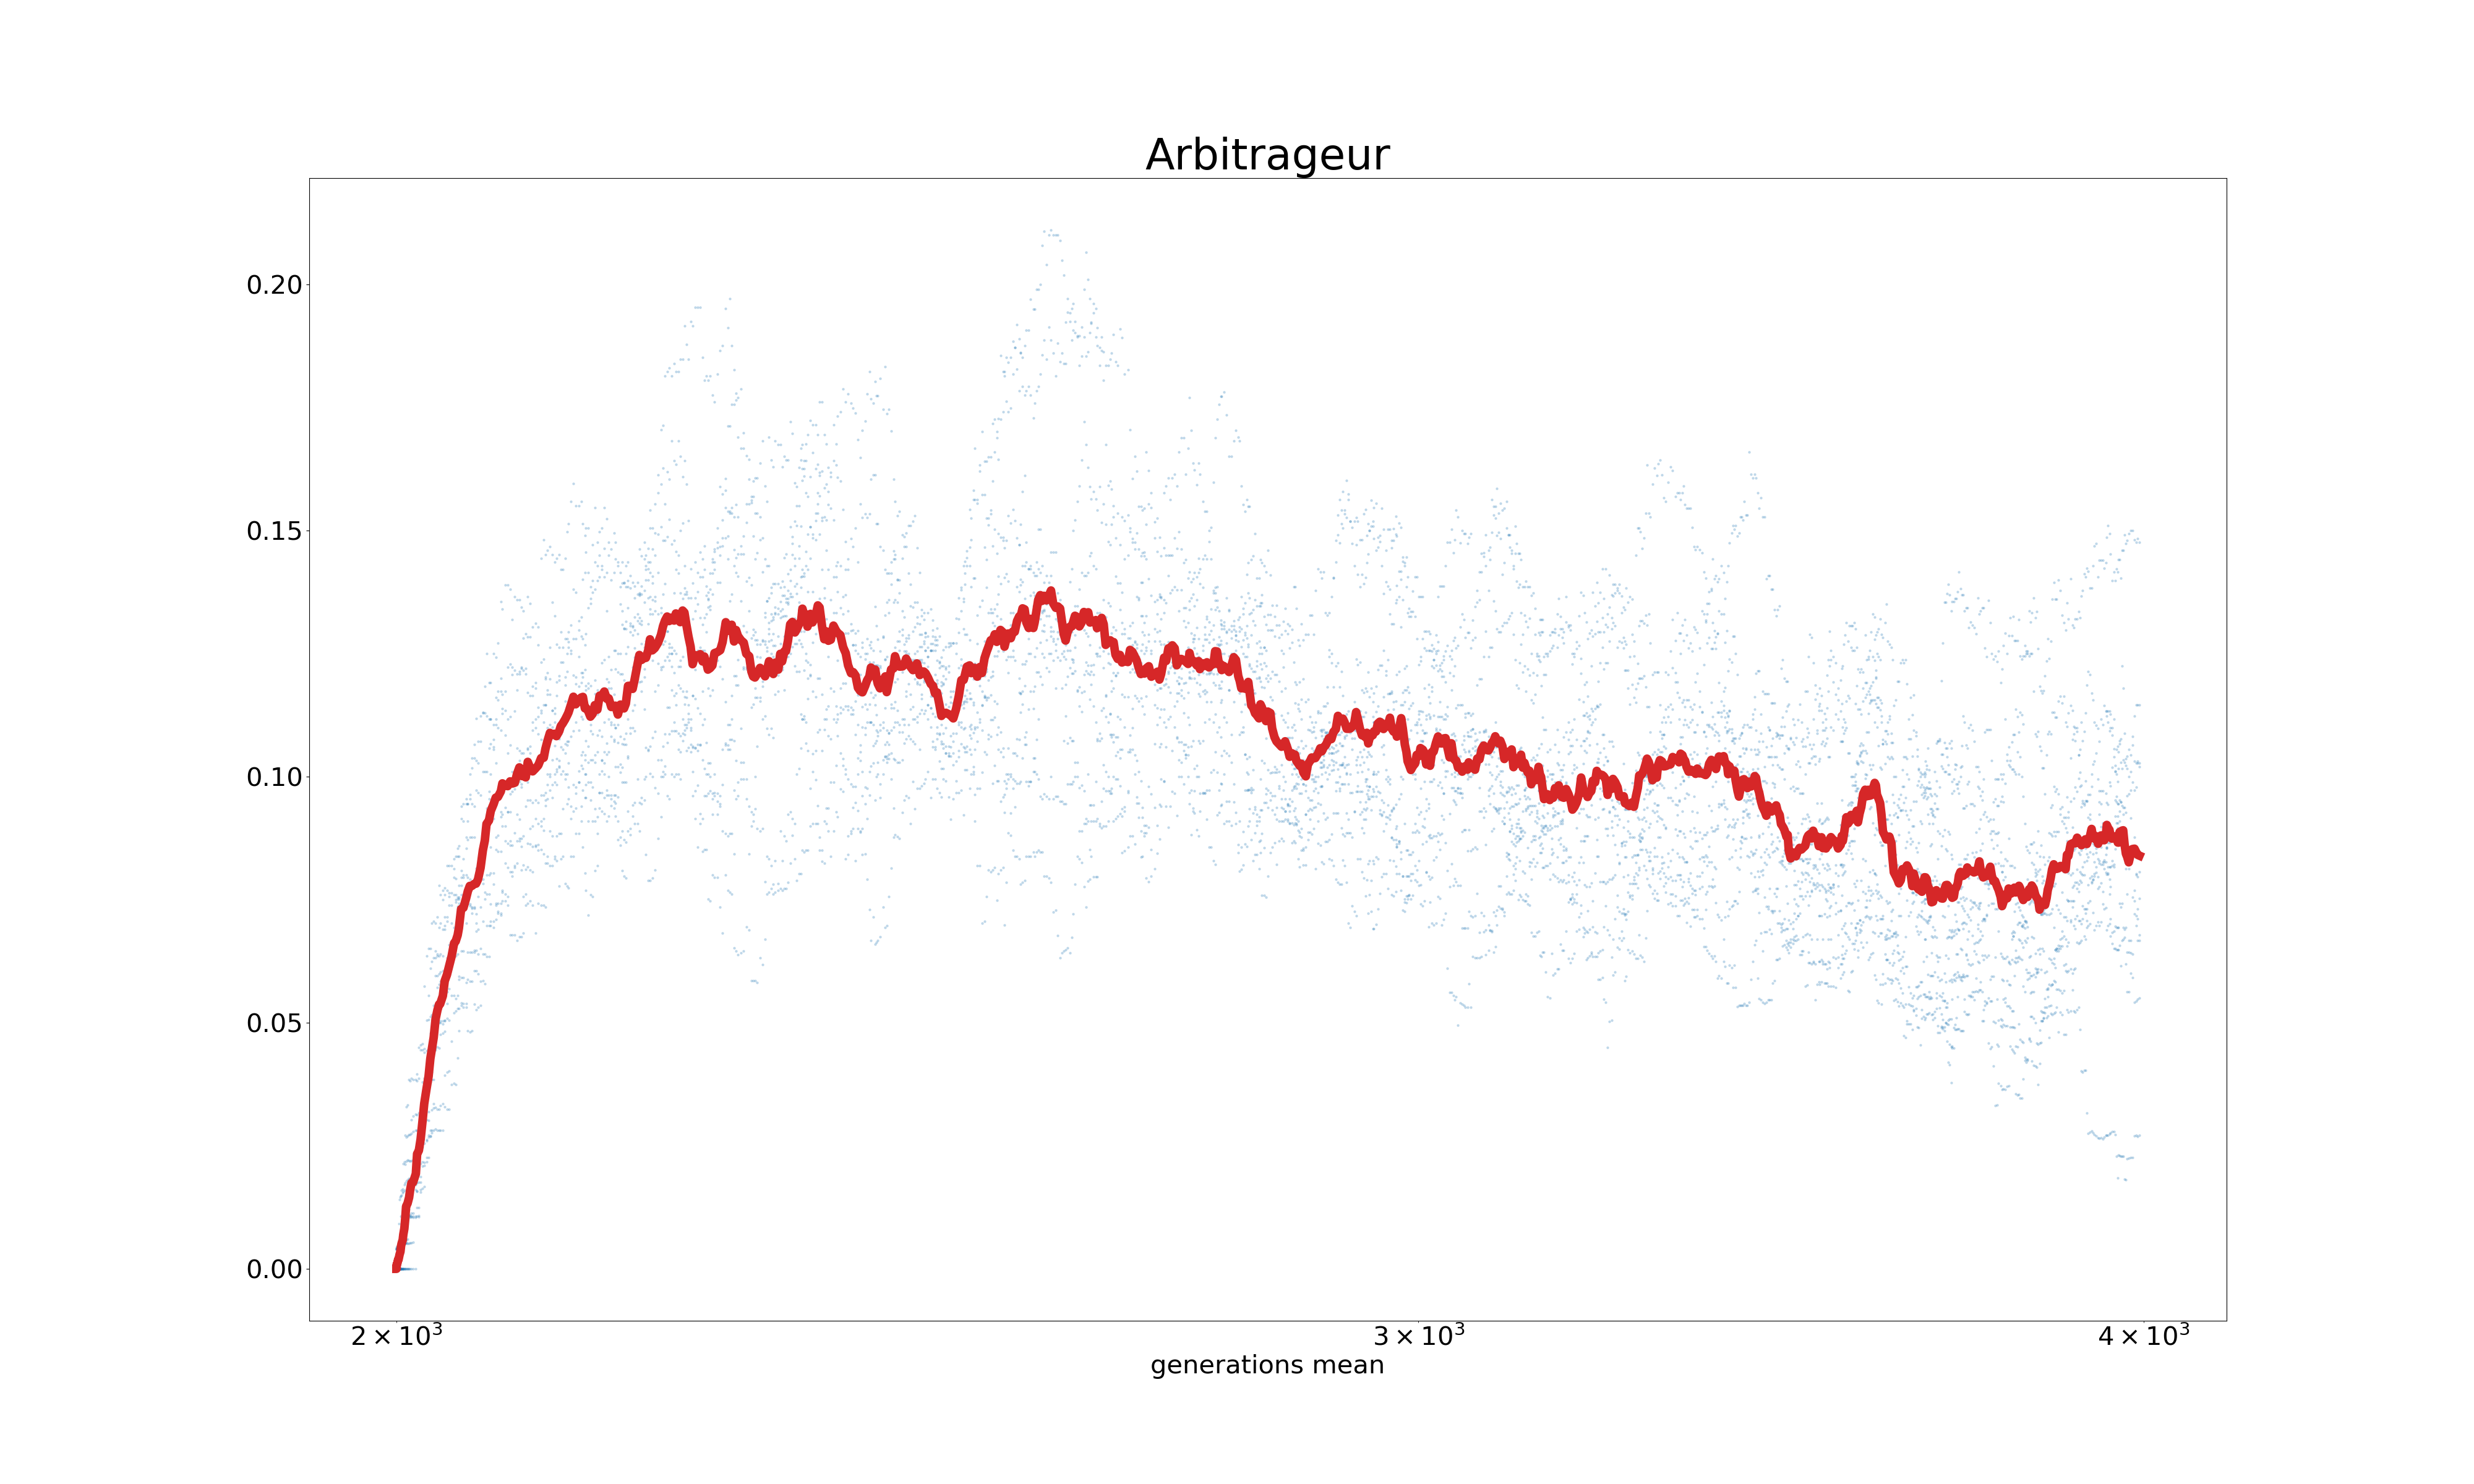 Arbitrageur
0.20
0.15
0.10
0.05
0.00
2 × 10³ 3 × 10³ 4 × 10³
generations mean